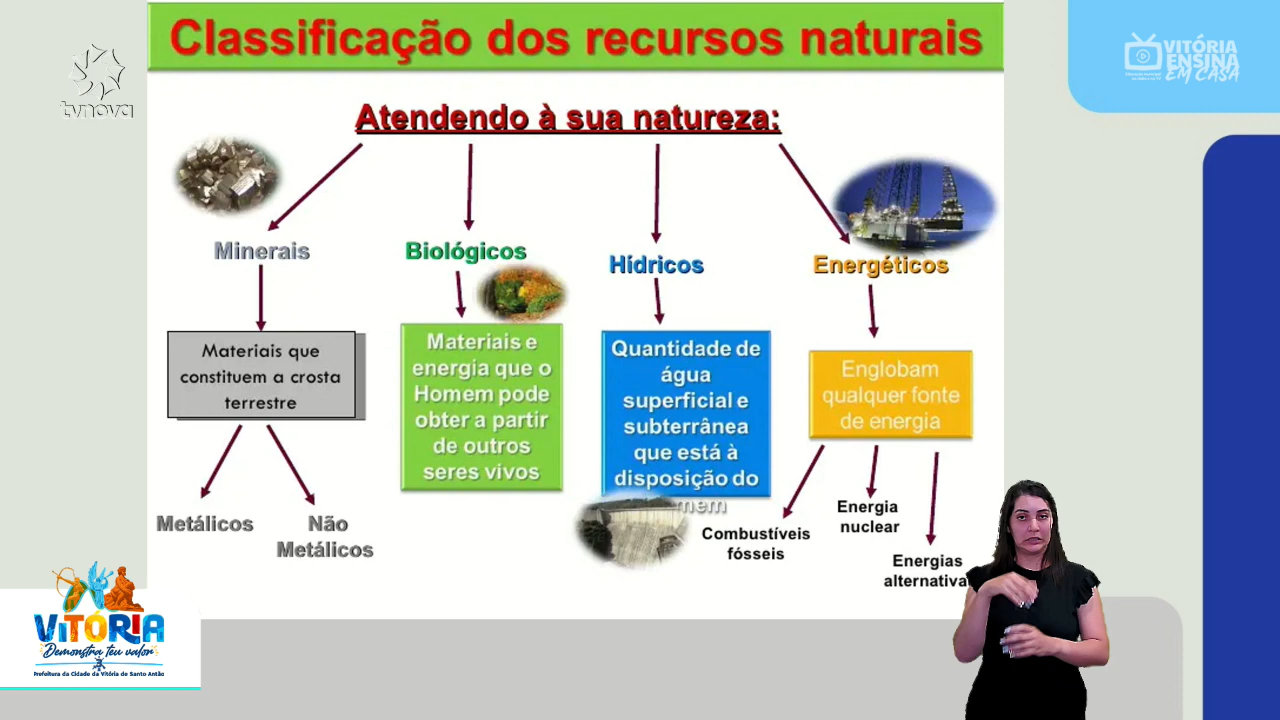 Classificação dos recursos naturais
tvnova
VITÓRIA
ENSINA
EM CASA
Atendendo à sua natureza:
Minerais
Biológicos
Hídricos
Energéticos
Materiais que
constituem a crosta
terrestre
Materiais e
energia que o
Homem pode
obter a partir
de outros
seres vivos
Quantidade de
água
superficial e
subterrânea
que está à
disposição do
mem
Englobam
qualquer fonte
de energia
Metálicos
Não
Metálicos
Combustíveis
fósseis
Energia
nuclear
Energias
alternativa
VITÓRIA
Demonstra teu valor
Prefeitura da Cidade da Vitória de Santo Antão